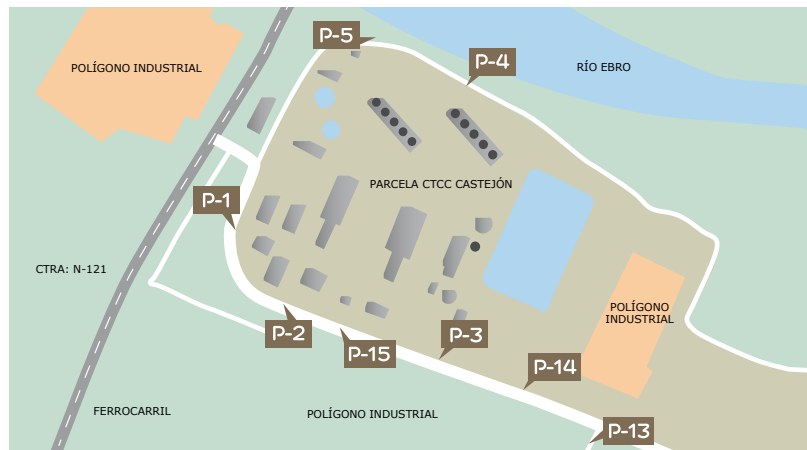 P-5
POLÍGONO INDUSTRIAL
P-4
RÍO EBRO
PARCELA CTCC CASTEJÓN
P-1
CTRA: N-121
POLÍGONO
INDUSTRIAL
P-2
P-3
P-15
P-14
FERROCARRIL
POLÍGONO INDUSTRIAL
P-13